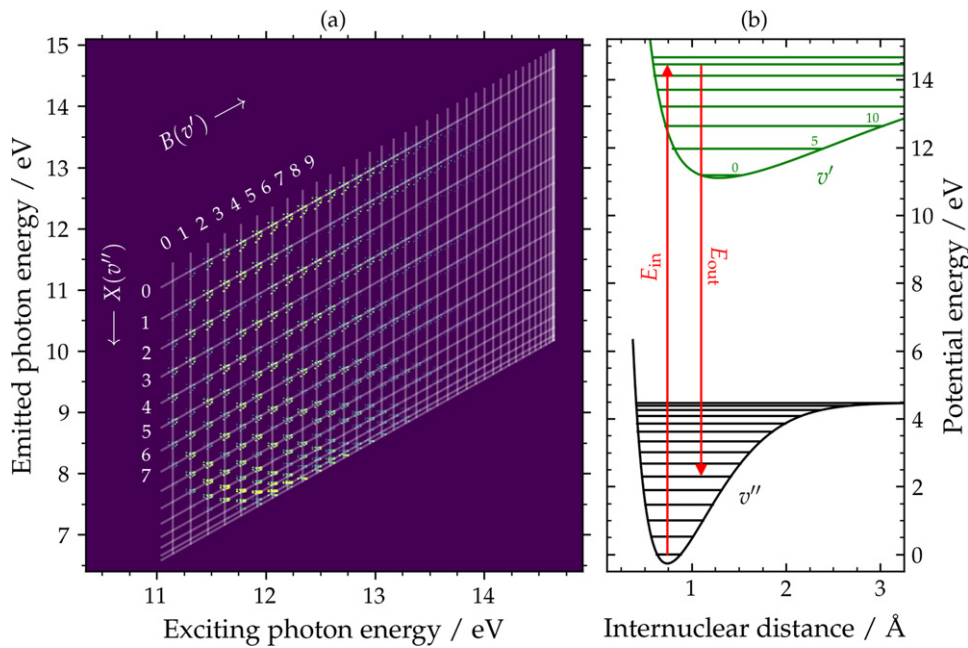 (a)
15
14
13
12
11
10
9
8
7
Emitted photon energy / eV
B(v′) ⟶
0 1 2 3 4 5 6 7 8 9
⟵ X(v″)
0
1
2
3
4
5
6
7
11 12 13 14
Exciting photon energy / eV
(b)
14
12
10
8
6
4
2
0
Potential energy / eV
10
5
0
v′
E_in
E_out
v″
1 2 3
Internuclear distance / Å